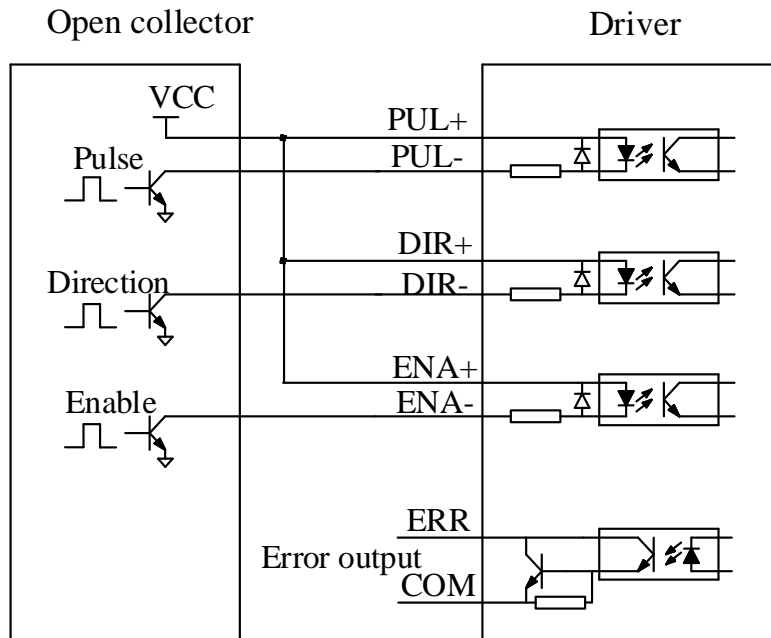 Open collector
Driver
VCC
PUL+
Pulse
PUL-
DIR+
Direction
DIR-
ENA+
Enable
ENA-
ERR
Error output
COM